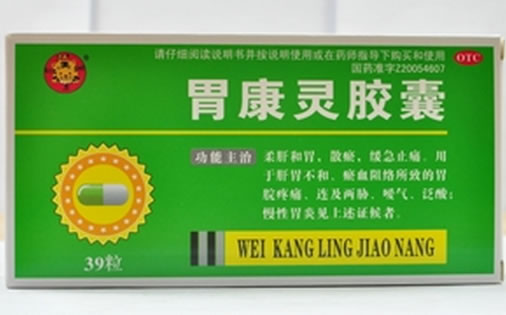 请仔细阅读说明书并按说明使用或在药师指导下购买和使用
国药准字Z20054607
OTC
胃康灵胶囊
功能主治
柔肝和胃、散瘀，缓急止痛。用
于肝胃不和、瘀血阻络所致的胃
脘疼痛、连及两胁、嗳气、泛酸；
慢性胃炎见上述证候者。
WEI KANG LING JIAO NANG
39粒